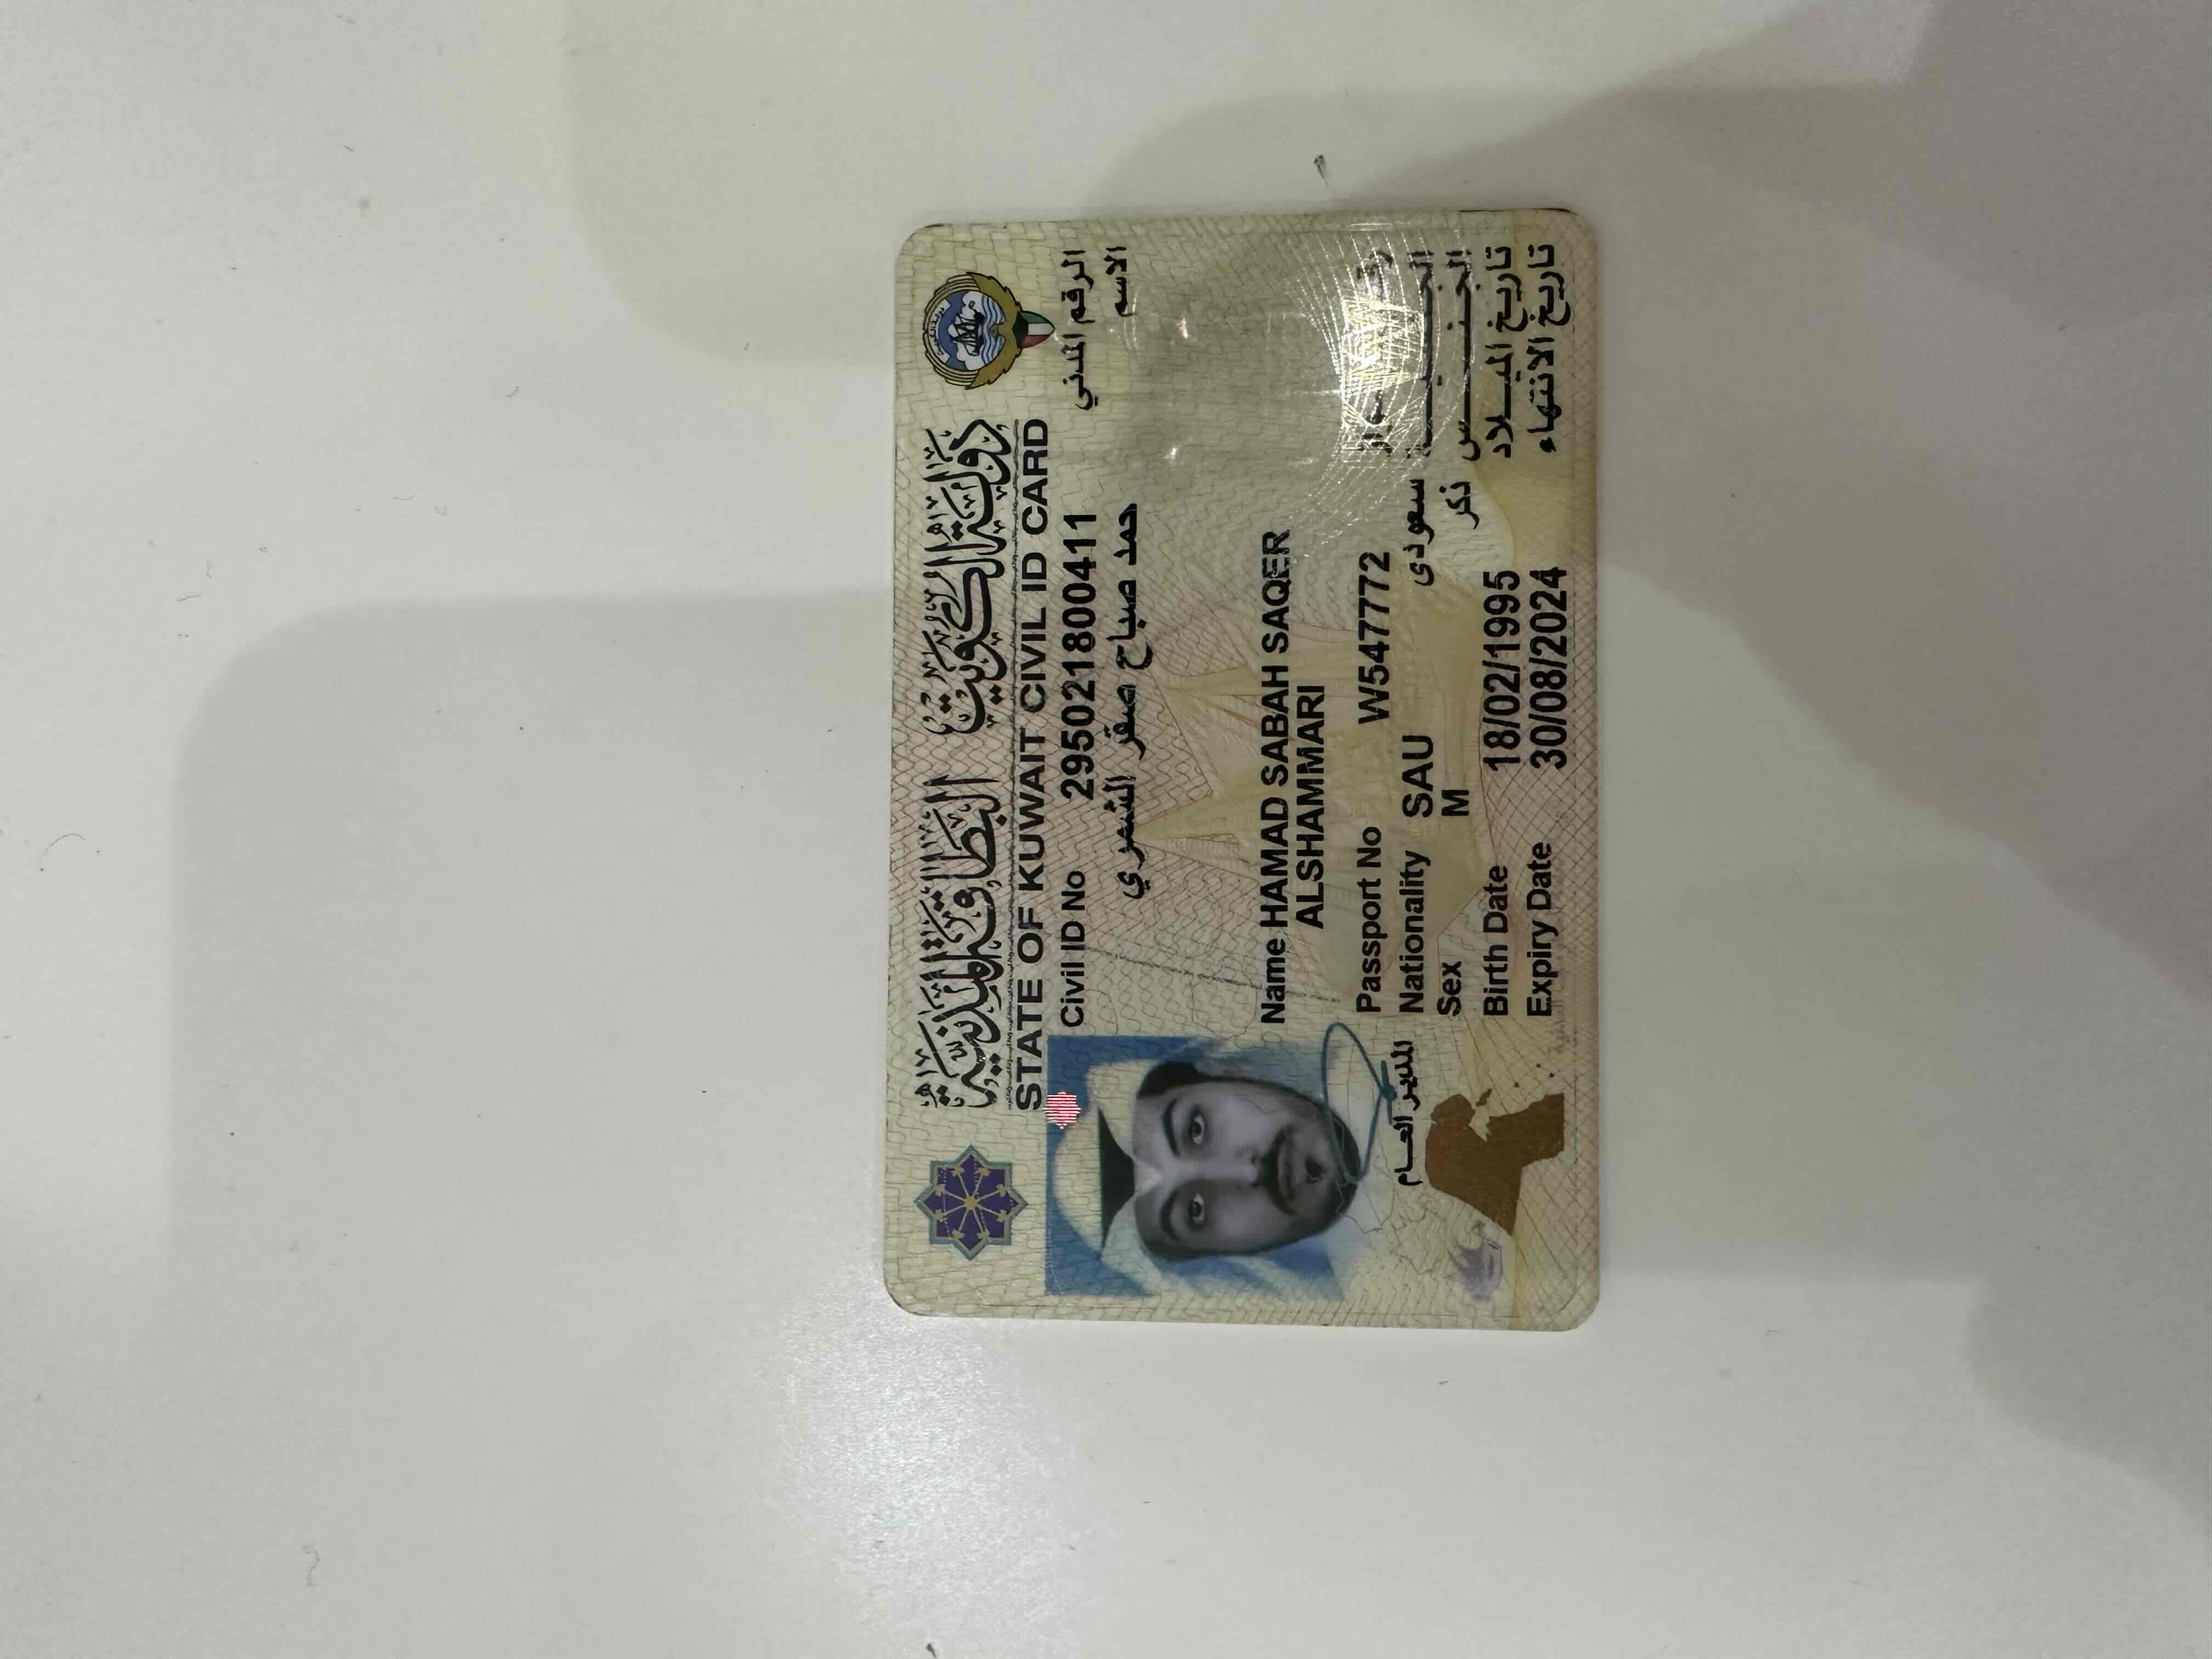 البطاقة المدنية دولة الكويت
STATE OF KUWAIT CIVIL ID CARD
Civil ID No 295021800411 الرقم المدني
حمد صباح صقر الشمري الاسم
Name HAMAD SABAH SAQER
ALSHAMMARI
Passport No W547772
Nationality SAU سعودى الجنسية
Sex M ذكر الجنس
Birth Date 18/02/1995 تاريخ الميلاد
Expiry Date 30/08/2024 تاريخ الانتهاء
المدير العام